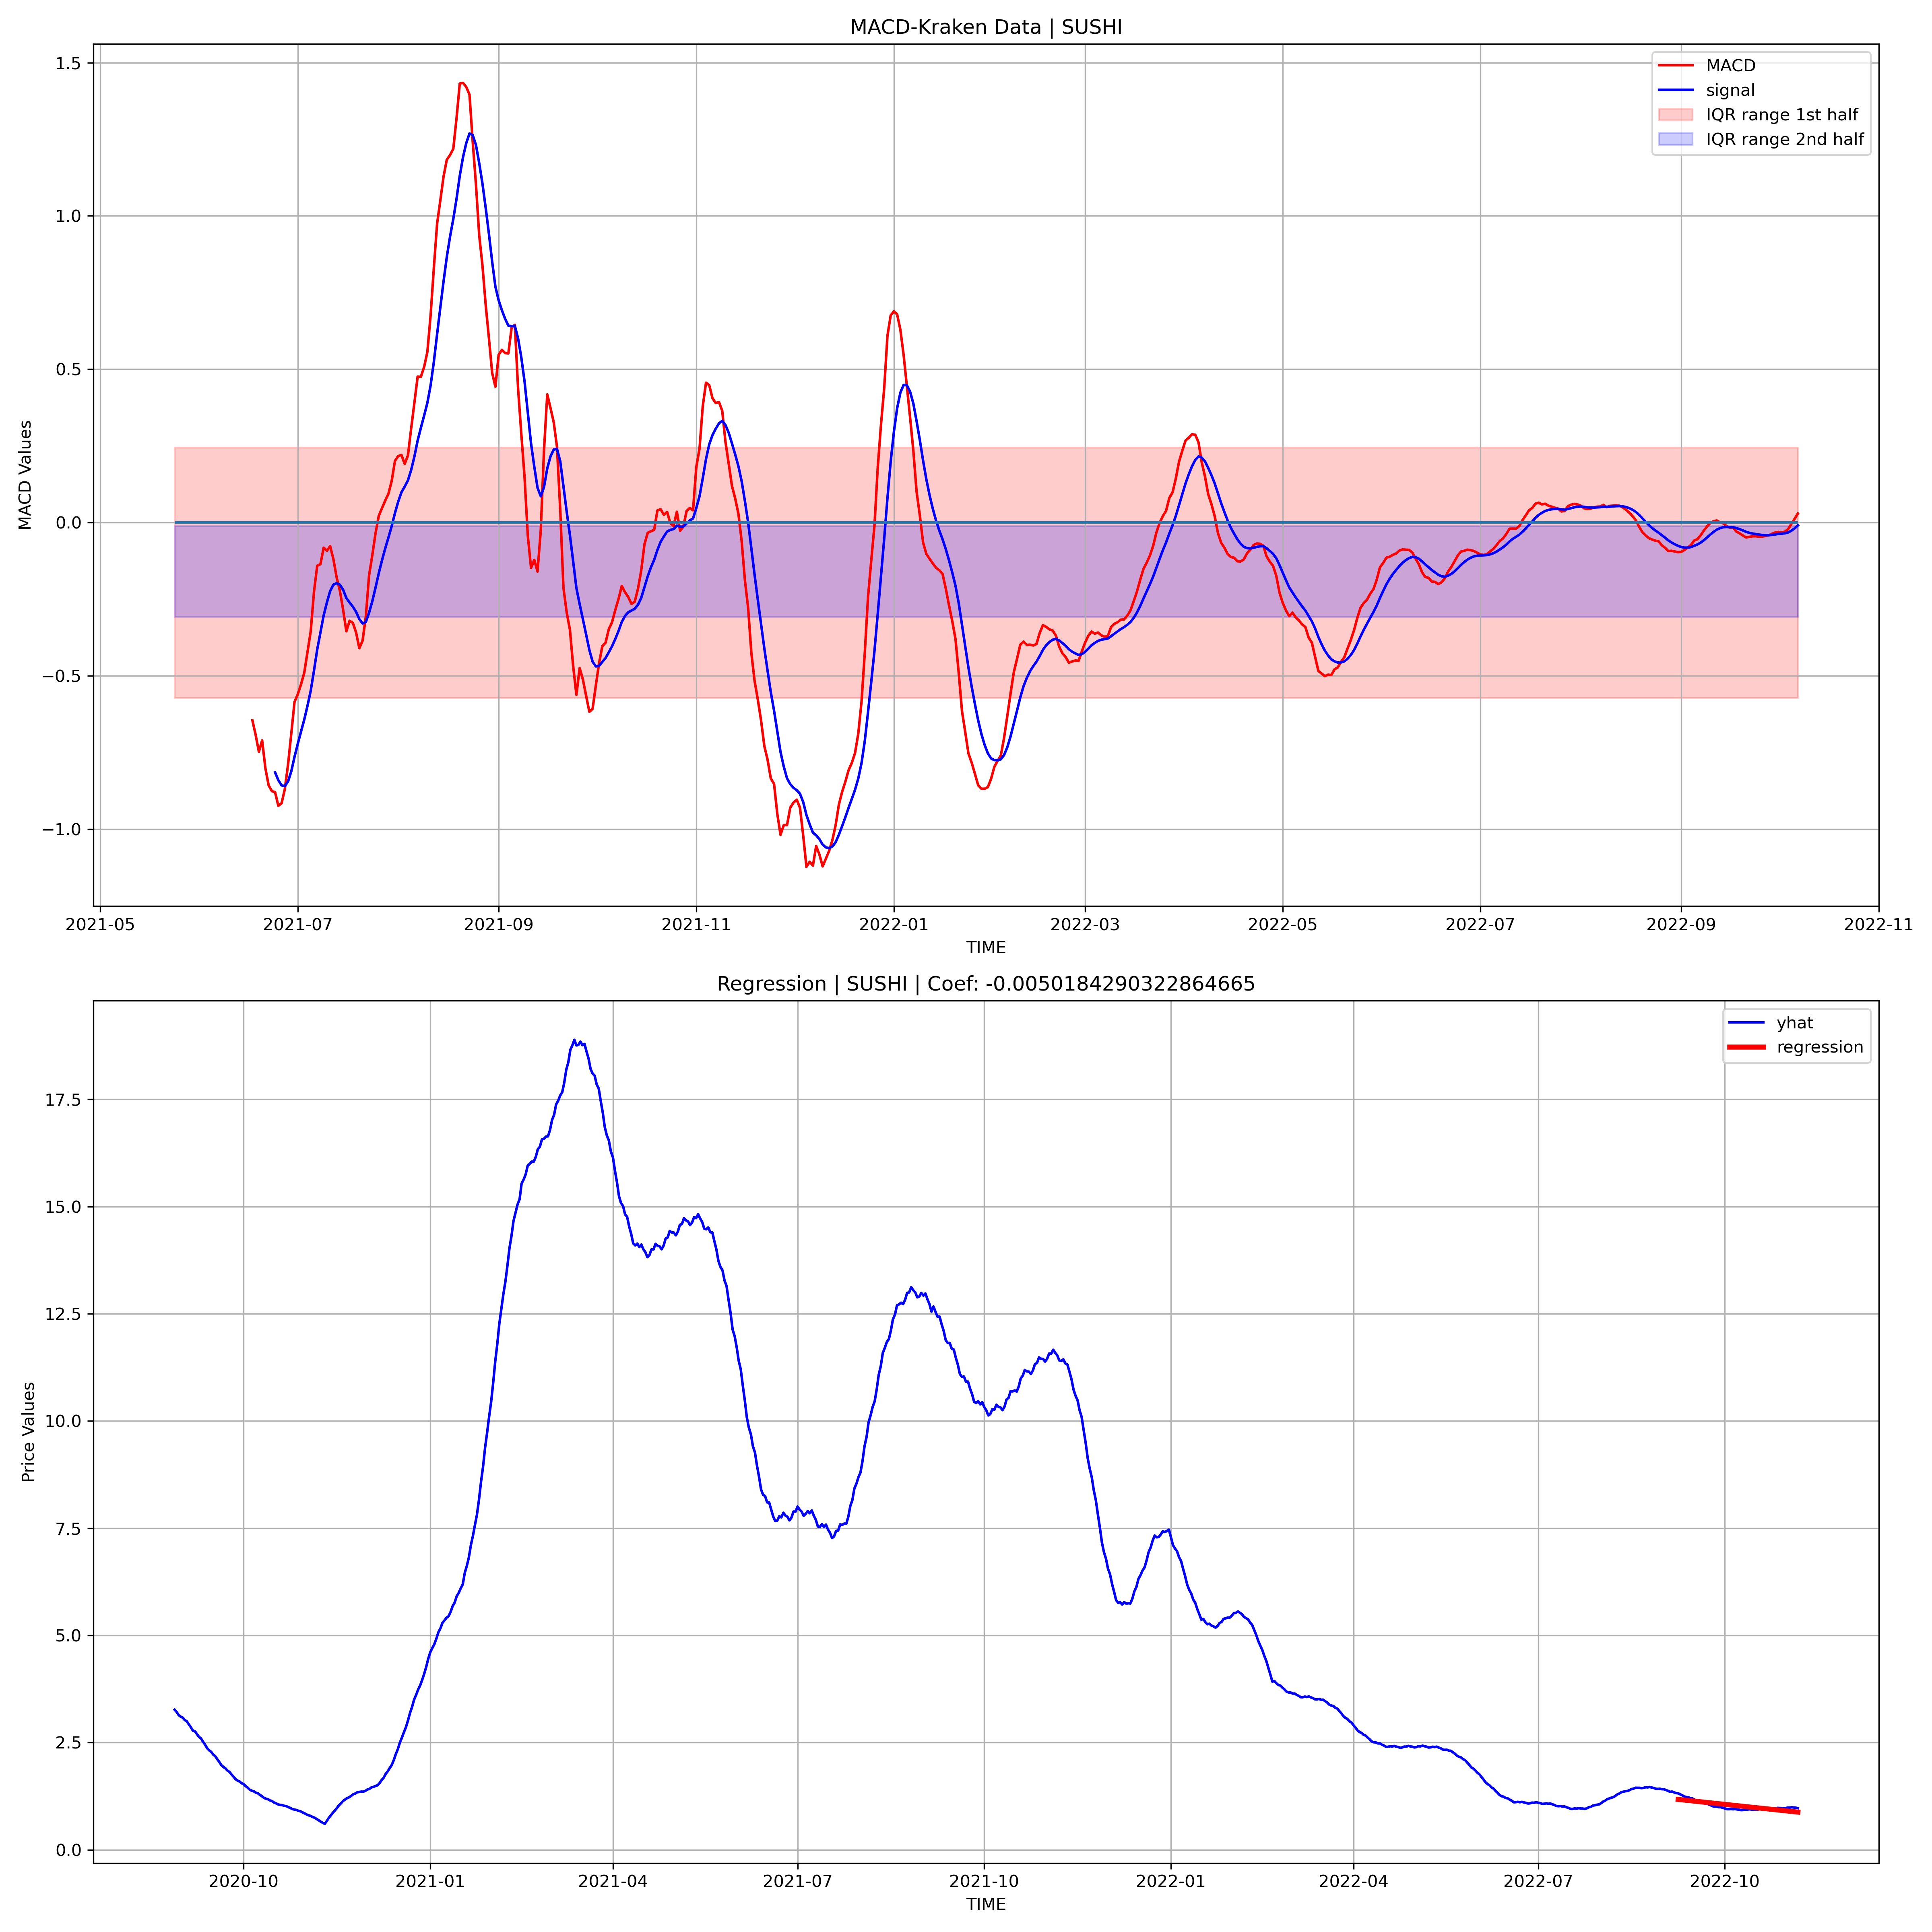 MACD-Kraken Data | SUSHI
MACD
signal
IQR range 1st half
IQR range 2nd half
1.5
1.0
0.5
0.0
−0.5
−1.0
MACD Values
2021-05 2021-07 2021-09 2021-11 2022-01 2022-03 2022-05 2022-07 2022-09 2022-11
TIME
Regression | SUSHI | Coef: -0.0050184290322864665
yhat
regression
17.5
15.0
12.5
10.0
7.5
5.0
2.5
0.0
Price Values
2020-10 2021-01 2021-04 2021-07 2021-10 2022-01 2022-04 2022-07 2022-10
TIME